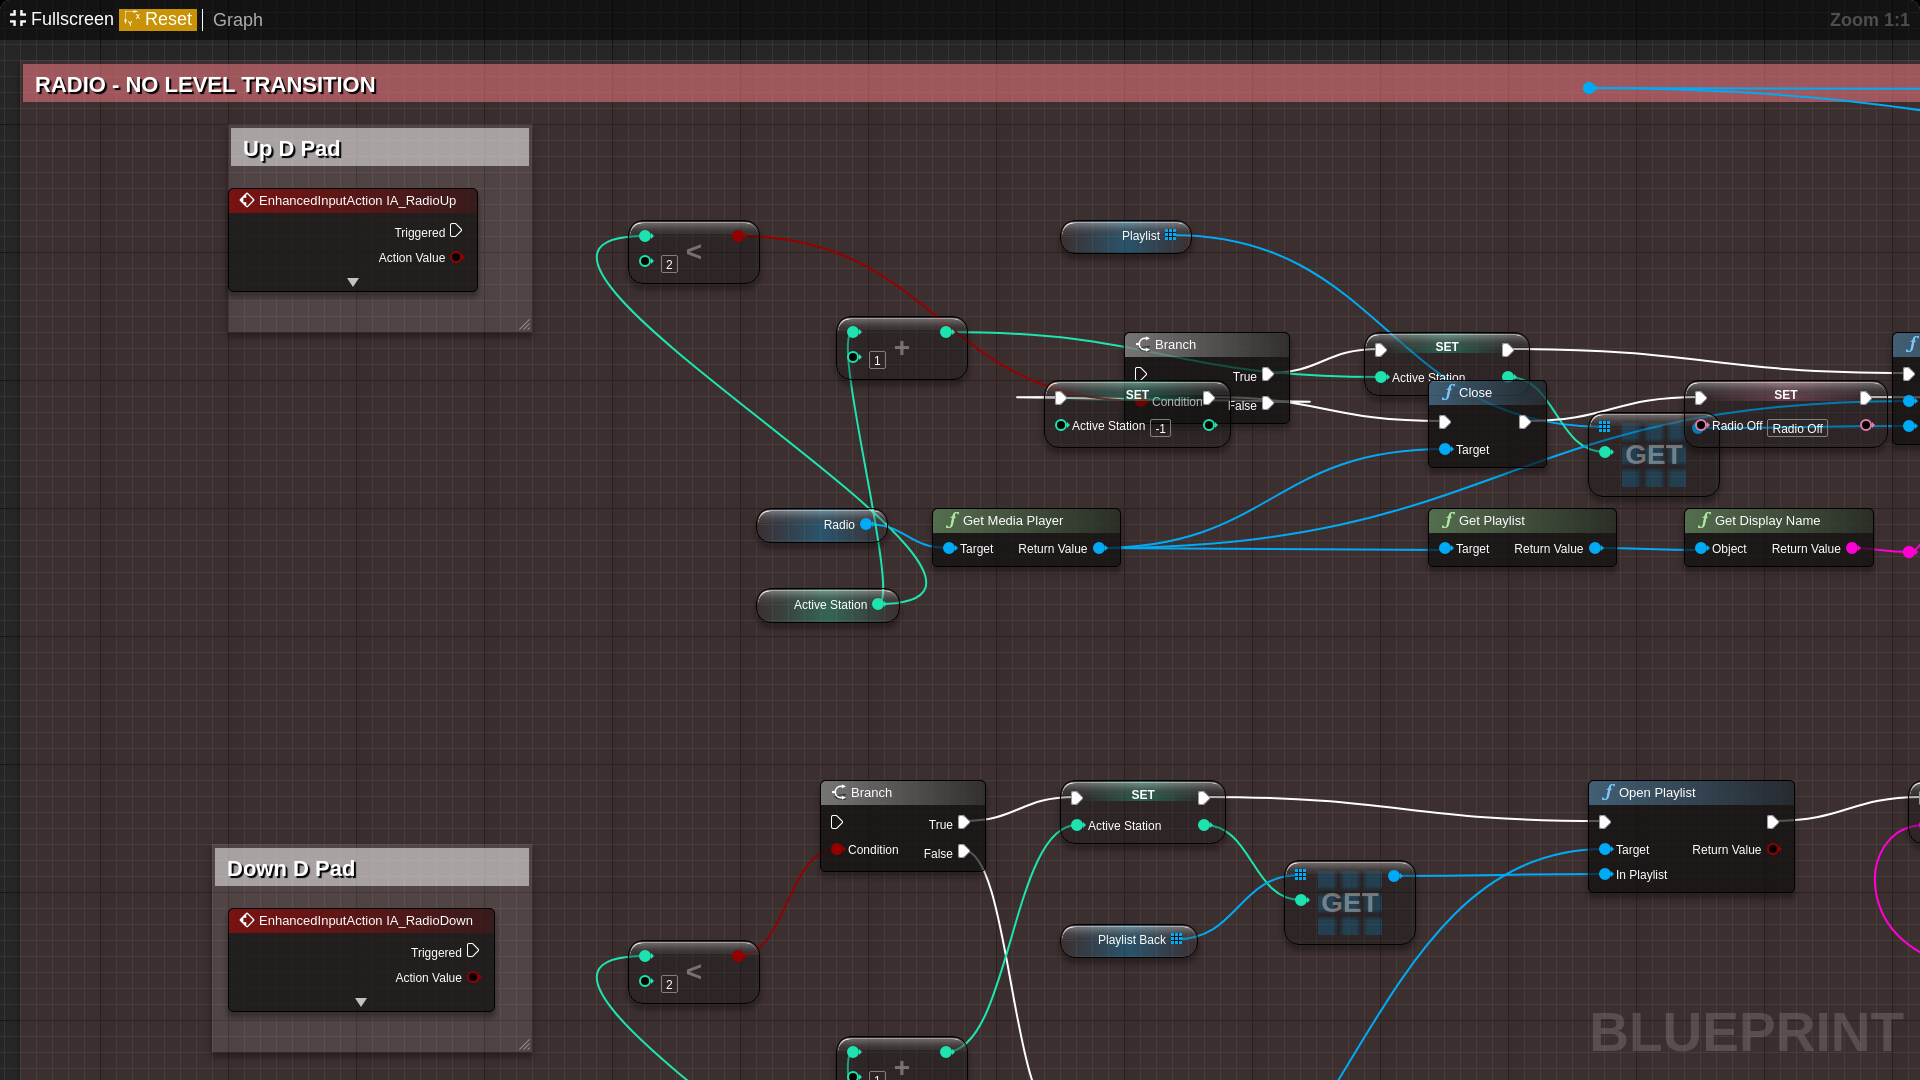 Fullscreen Reset Graph Zoom 1:1
RADIO - NO LEVEL TRANSITION
Up D Pad
EnhancedInputAction IA_RadioUp
Triggered
Action Value
<
2
Playlist
+
1
Branch
True
Condition
False
SET
Active Station
SET
Active Station -1
Close
Target
SET
Radio Off Radio Off
GET
f
Radio
Get Media Player
Target Return Value
Get Playlist
Target Return Value
Get Display Name
Object Return Value
Active Station
Branch
True
Condition
False
SET
Active Station
Open Playlist
Target Return Value
In Playlist
GET
Playlist Back
Down D Pad
EnhancedInputAction IA_RadioDown
Triggered
Action Value
<
2
+
1
BLUEPRINT